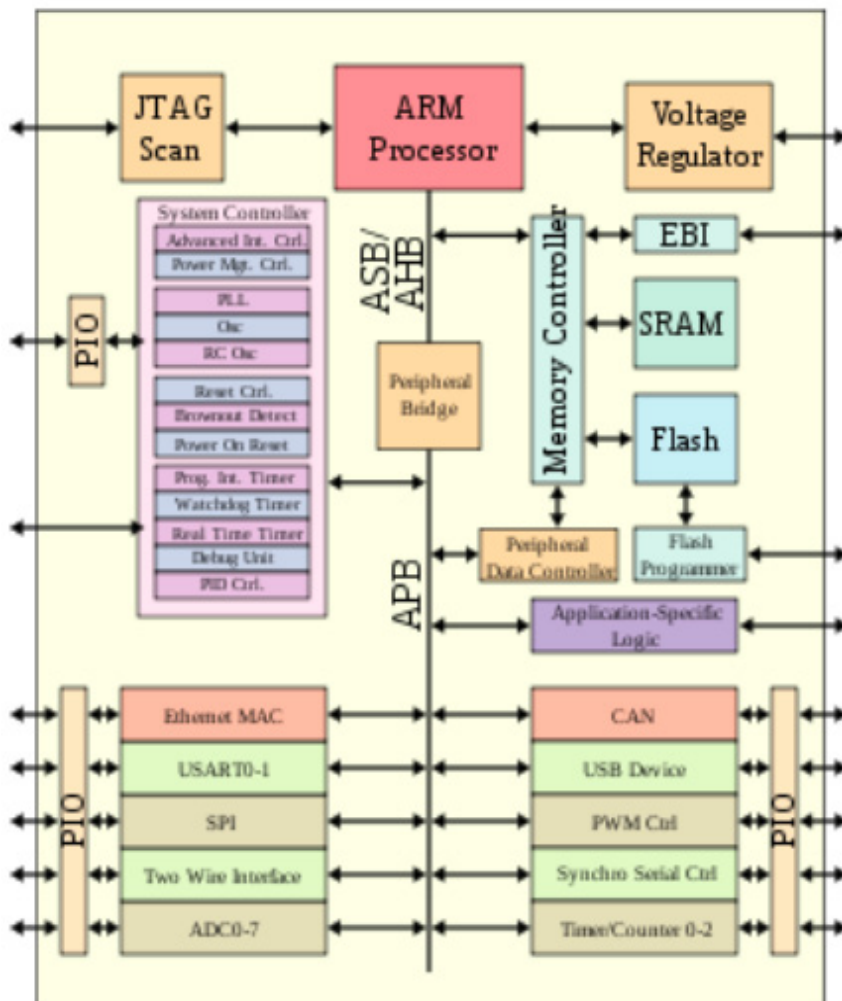 JTAG
Scan
ARM
Processor
Voltage
Regulator
System Controller
Advanced Int. Ctrl.
Power Mgt. Ctrl.
PLL
Osc
RC Osc
Reset Ctrl.
Brownout Detect
Power On Reset
Prog. Int. Timer
Watchdog Timer
Real Time Timer
Debug Unit
PID Ctrl.
PIO
ASB/
AHB
Peripheral
Bridge
APB
Memory Controller
EBI
SRAM
Flash
Peripheral
Data Controller
Flash
Programmer
Application-Specific
Logic
PIO
Ethernet MAC
USART0-1
SPI
Two Wire Interface
ADC0-7
CAN
USB Device
PWM Ctrl
Synchro Serial Ctrl
Timer/Counter 0-2
PIO